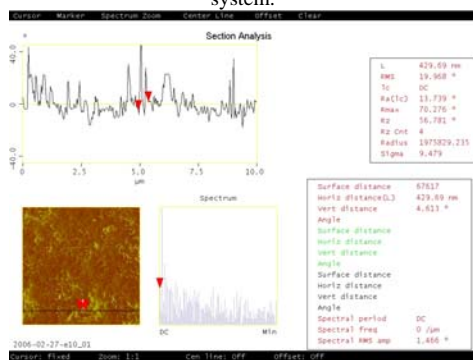 system.
Cursor Marker Spectrum Zoom Center Line Offset Clear
Section Analysis
40.0
0
-40.0
0 2.5 5.0 7.5 10.0
µm
L 429.69 nm
RMS 19.968 °
lc DC
Ra(lc) 13.739 °
Rmax 70.276 °
Rz 56.781 °
Rz Cnt 4
Radius 1975829.235
Sigma 9.479
Spectrum
DC Min
2006-02-27-e10_01
Surface distance 67617
Horiz distance(L) 429.69 nm
Vert distance 4.613 °
Angle
Surface distance
Horiz distance
Vert distance
Angle
Surface distance
Horiz distance
Vert distance
Angle
Spectral period DC
Spectral freq 0 /µm
Spectral RMS amp 1.466 °
Cursor: fixed Zoom: 1:1 Cen line: Off Offset: Off